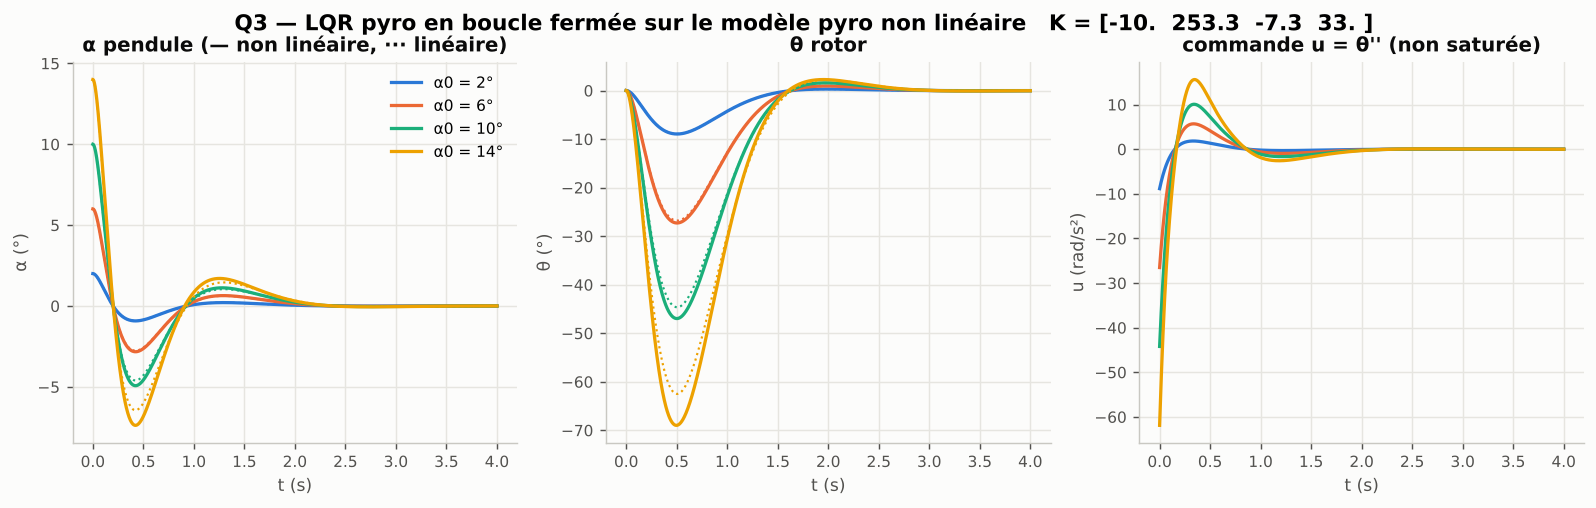 Q3 — LQR pyro en boucle fermée sur le modèle pyro non linéaire   K = [-10.  253.3  -7.3  33. ]
α pendule (— non linéaire, ··· linéaire)
15
10
5
0
−5
α (°)
α0 = 2°
α0 = 6°
α0 = 10°
α0 = 14°
0.0 0.5 1.0 1.5 2.0 2.5 3.0 3.5 4.0
t (s)
θ rotor
0
−10
−20
−30
−40
−50
−60
−70
θ (°)
0.0 0.5 1.0 1.5 2.0 2.5 3.0 3.5 4.0
t (s)
commande u = θ'' (non saturée)
10
0
−10
−20
−30
−40
−50
−60
u (rad/s²)
0.0 0.5 1.0 1.5 2.0 2.5 3.0 3.5 4.0
t (s)